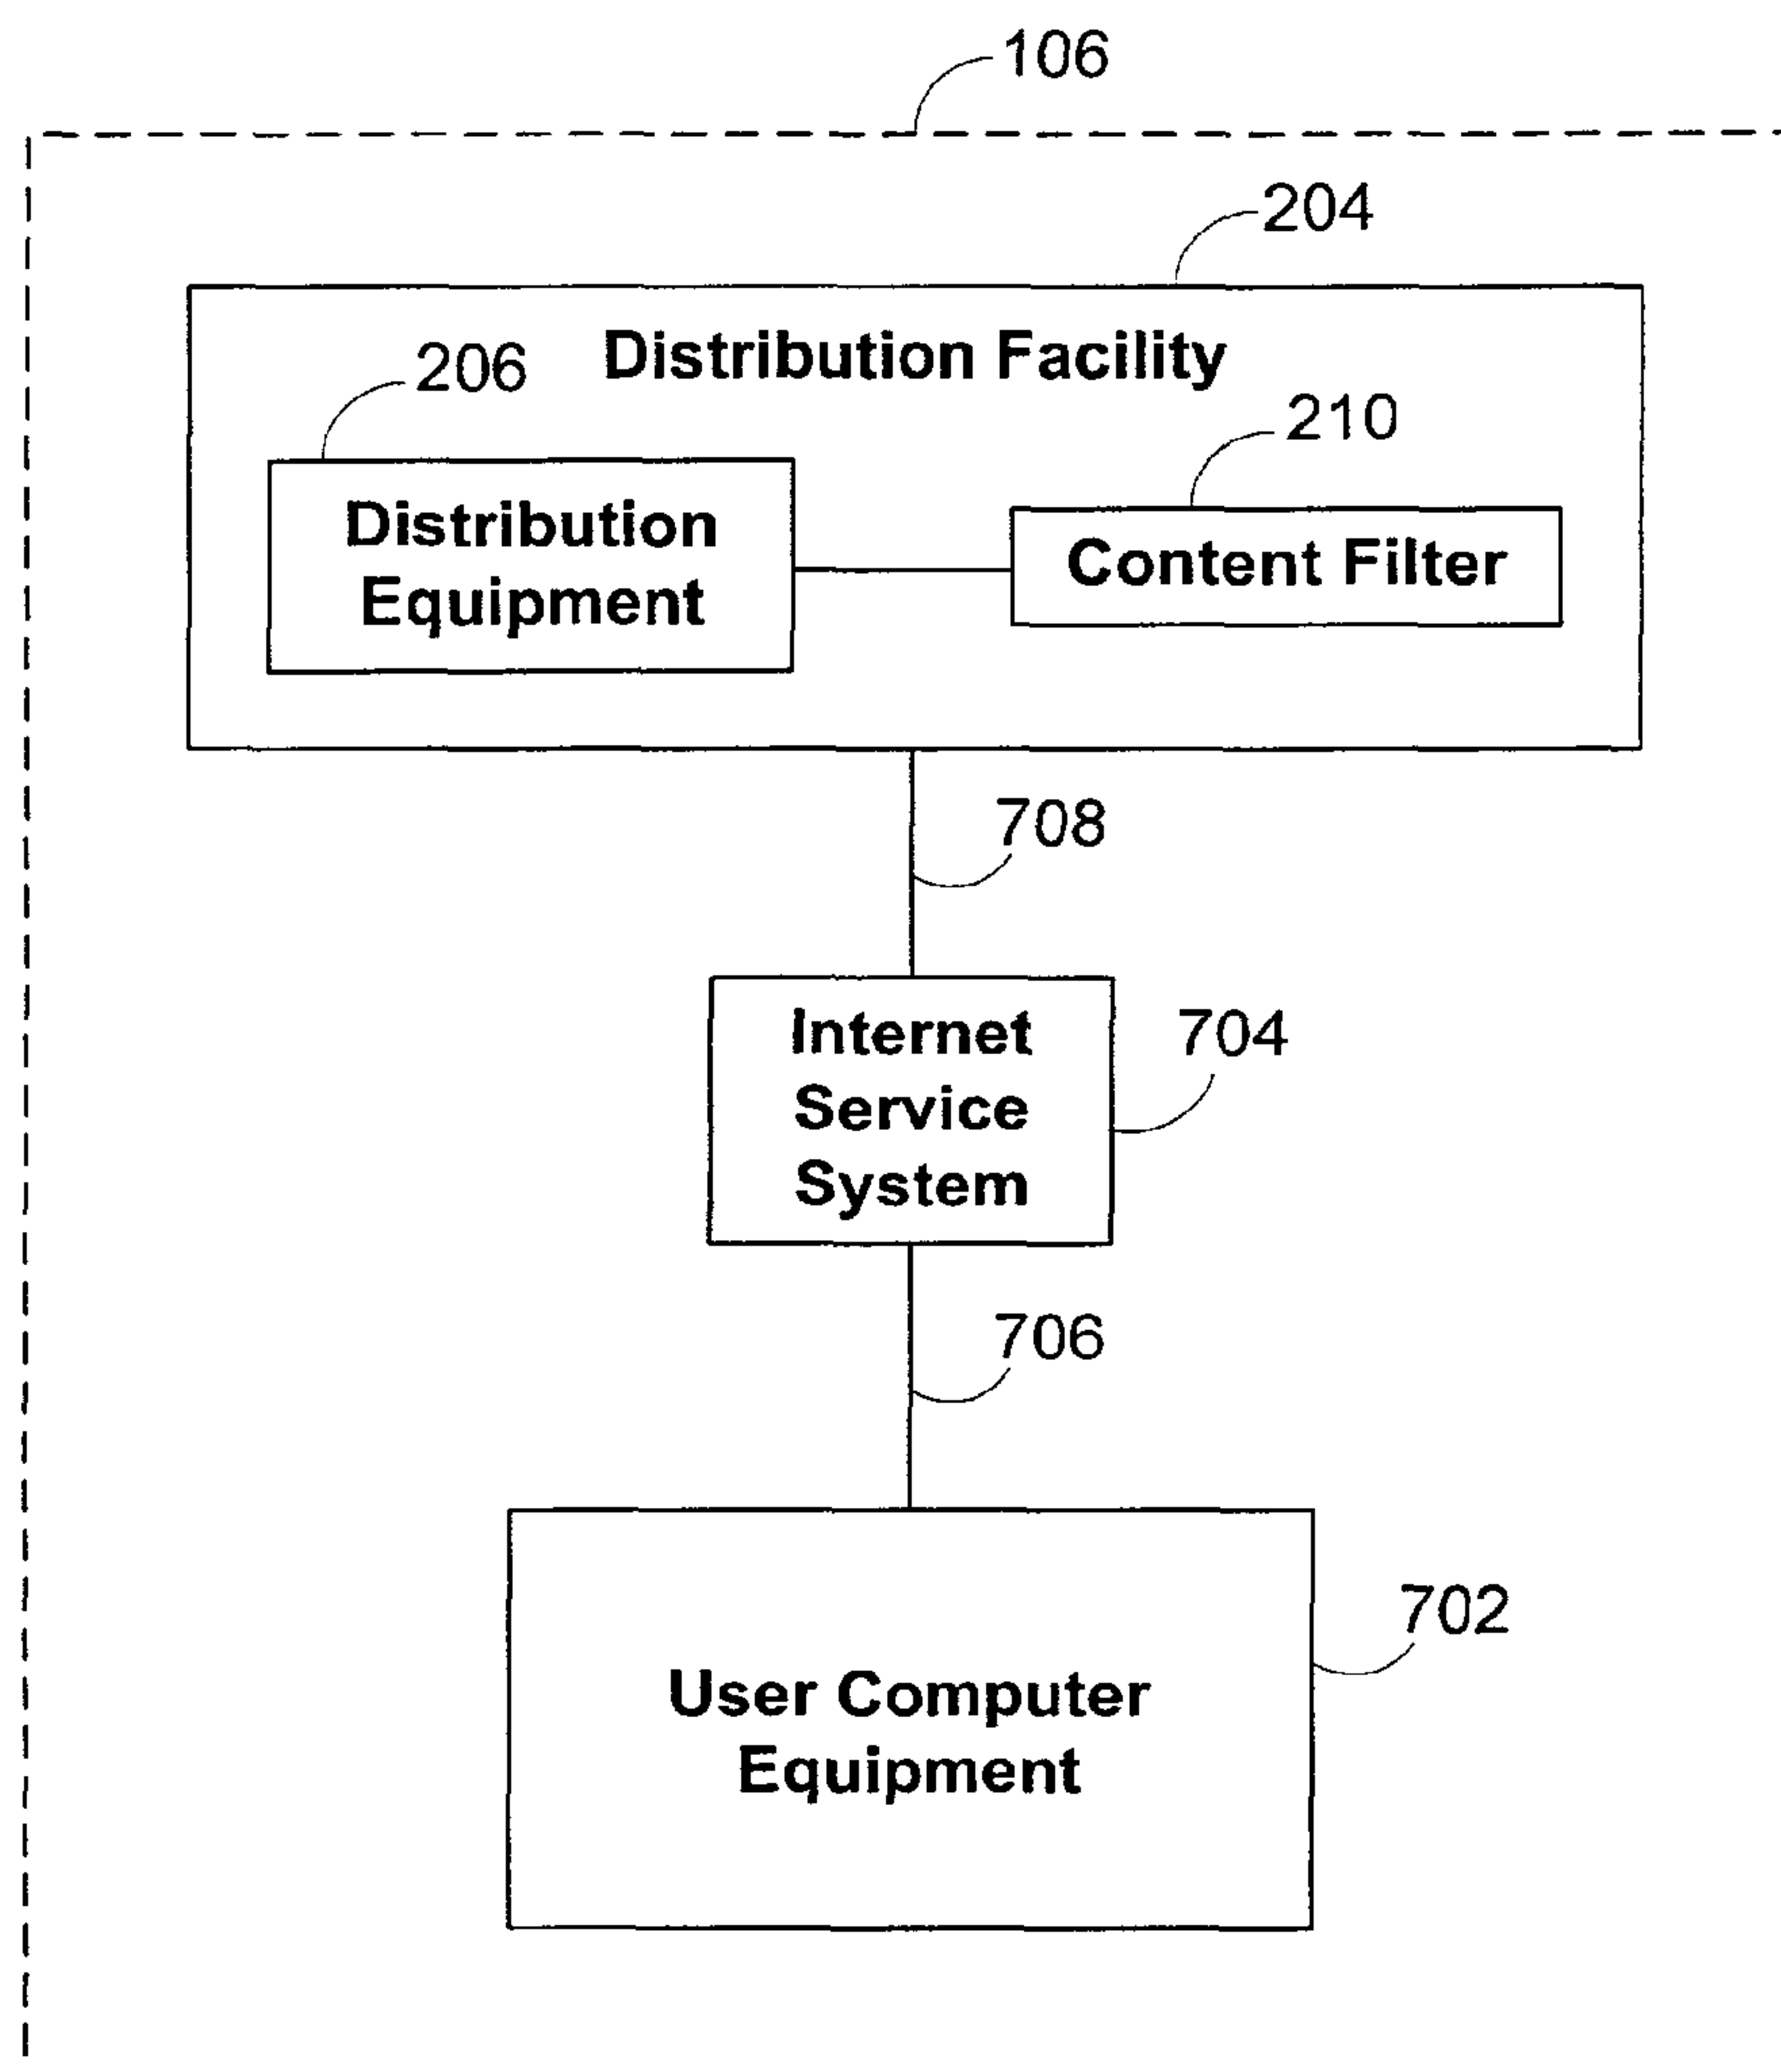 106
204
Distribution Facility
206
210
Distribution
Equipment
Content Filter
708
Internet
Service
System
704
706
702
User Computer
Equipment